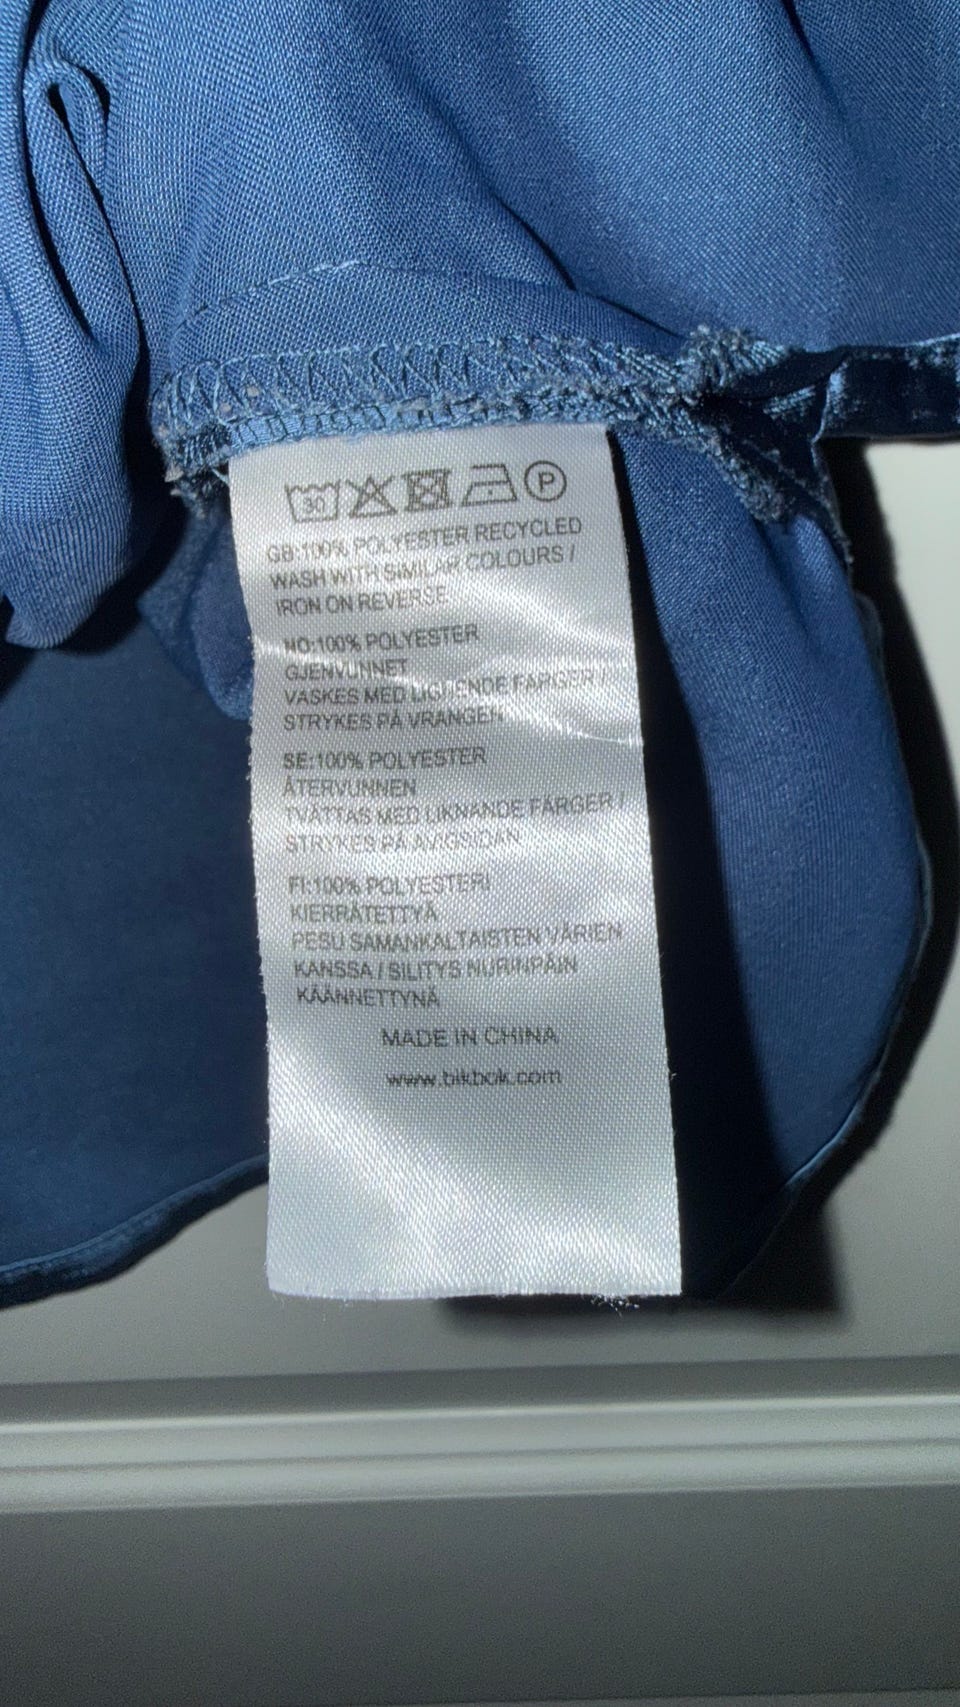 30 P
GB:100% POLYESTER RECYCLED
WASH WITH SIMILAR COLOURS /
IRON ON REVERSE
NO:100% POLYESTER
GJENVUNNET
VASKES MED LIGNENDE FARGER /
STRYKES PÅ VRANGEN
SE:100% POLYESTER
ÅTERVUNNEN
TVÄTTAS MED LIKNANDE FÄRGER /
STRYKES PÅ AVIGSIDAN
FI:100% POLYESTERI
KIERRÄTETTYÄ
PESU SAMANKALTAISTEN VÄRIEN
KANSSA / SILITYS NURINPÄIN
KÄÄNNETTYNÄ
MADE IN CHINA
www.bikbok.com